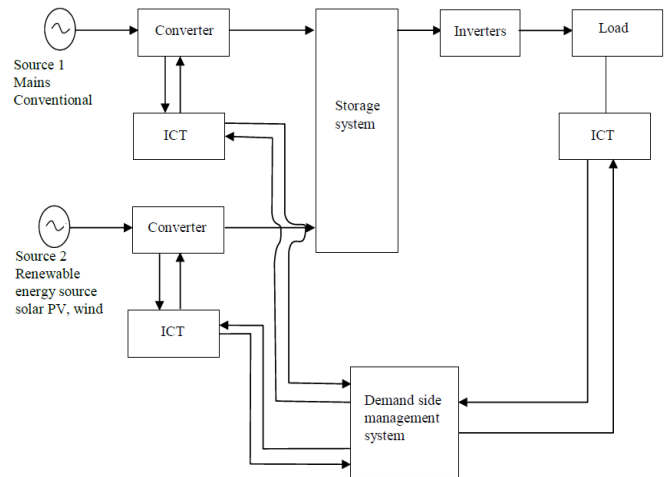 Converter
Inverters
Load
Source 1
Mains
Conventional
ICT
Storage
system
ICT
Converter
Source 2
Renewable
energy source
solar PV, wind
ICT
Demand side
management
system